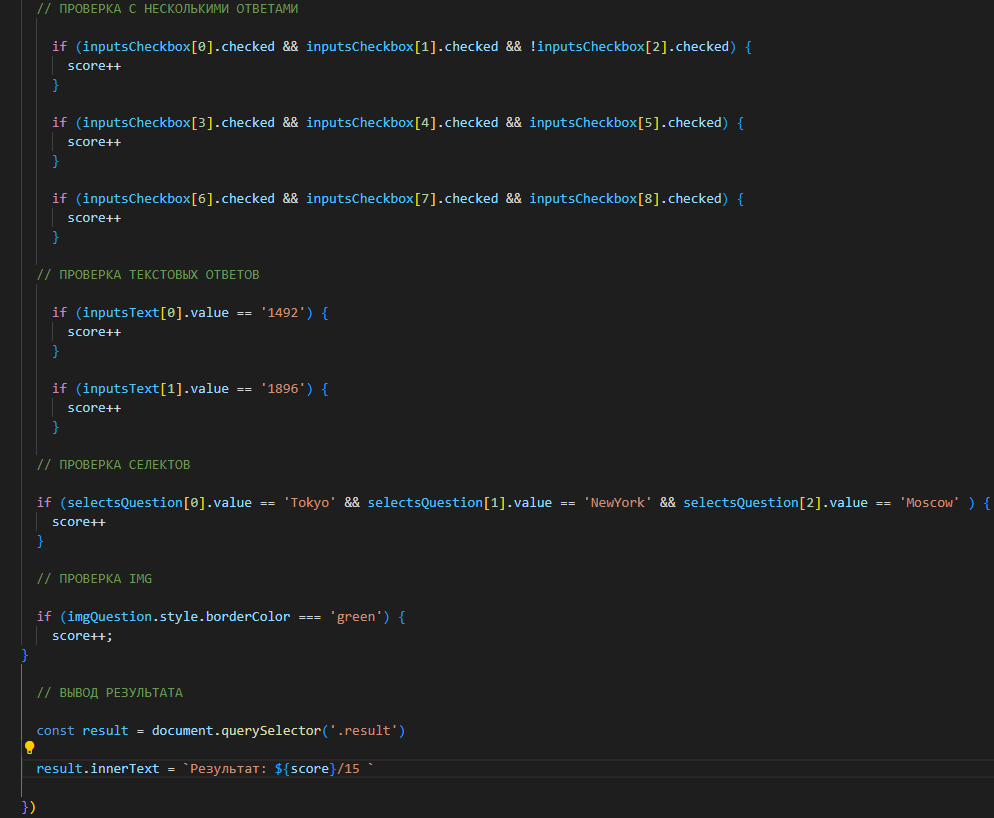 // ПРОВЕРКА С НЕСКОЛЬКИМИ ОТВЕТАМИ
if (inputsCheckbox[0].checked && inputsCheckbox[1].checked && !inputsCheckbox[2].checked) {
score++
}
if (inputsCheckbox[3].checked && inputsCheckbox[4].checked && inputsCheckbox[5].checked) {
score++
}
if (inputsCheckbox[6].checked && inputsCheckbox[7].checked && inputsCheckbox[8].checked) {
score++
}
// ПРОВЕРКА ТЕКСТОВЫХ ОТВЕТОВ
if (inputsText[0].value == '1492') {
score++
}
if (inputsText[1].value == '1896') {
score++
}
// ПРОВЕРКА СЕЛЕКТОВ
if (selectsQuestion[0].value == 'Tokyo' && selectsQuestion[1].value == 'NewYork' && selectsQuestion[2].value == 'Moscow' ) {
score++
}
// ПРОВЕРКА IMG
if (imgQuestion.style.borderColor === 'green') {
score++;
}
// ВЫВОД РЕЗУЛЬТАТА
const result = document.querySelector('.result')
result.innerText = `Результат: ${score}/15 `
})